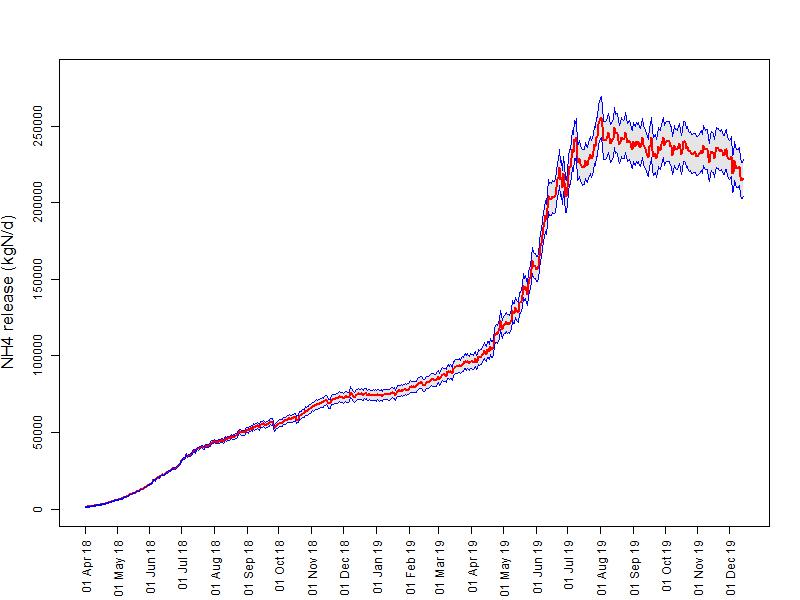 NH4 release (kgN/d)
250000
200000
150000
100000
50000
0
01 Apr 18
01 May 18
01 Jun 18
01 Jul 18
01 Aug 18
01 Sep 18
01 Oct 18
01 Nov 18
01 Dec 18
01 Jan 19
01 Feb 19
01 Mar 19
01 Apr 19
01 May 19
01 Jun 19
01 Jul 19
01 Aug 19
01 Sep 19
01 Oct 19
01 Nov 19
01 Dec 19